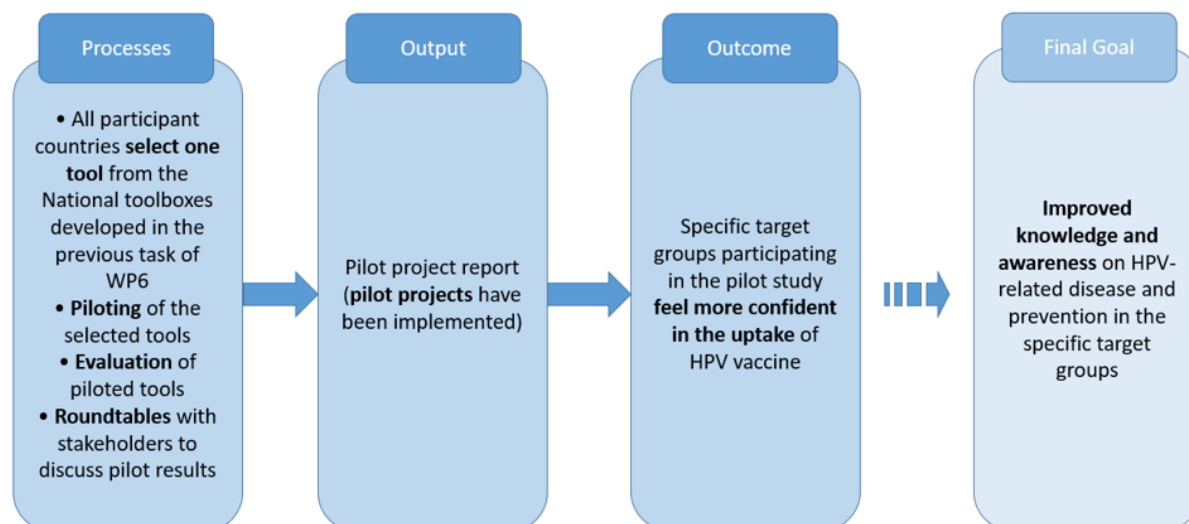 Processes
• All participant
countries select one
tool from the
National toolboxes
developed in the
previous task of
WP6
• Piloting of the
selected tools
• Evaluation of
piloted tools
• Roundtables with
stakeholders to
discuss pilot results
Output
Pilot project report
(pilot projects have
been implemented)
Outcome
Specific target
groups participating
in the pilot study
feel more confident
in the uptake of
HPV vaccine
Final Goal
Improved
knowledge and
awareness on HPV-
related disease and
prevention in the
specific target
groups